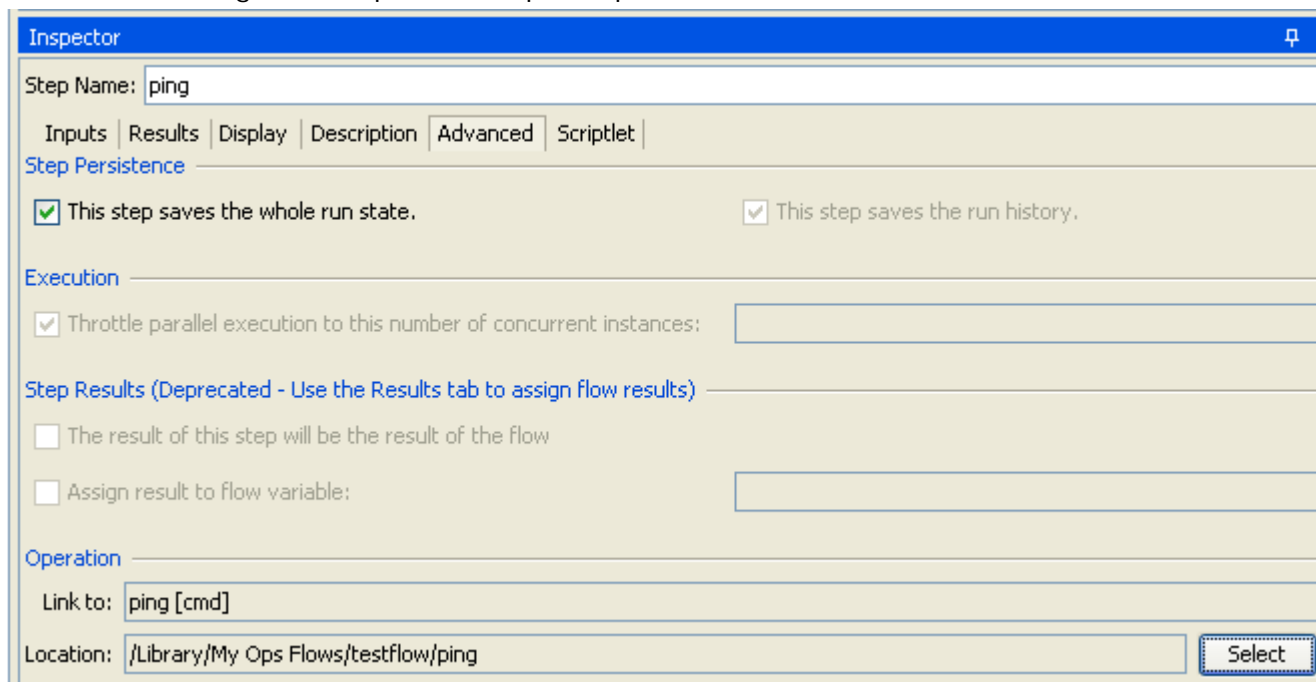 Inspector
Step Name: ping
Inputs Results Display Description Advanced Scriptlet
Step Persistence
This step saves the whole run state. This step saves the run history.
Execution
Throttle parallel execution to this number of concurrent instances:
Step Results (Deprecated - Use the Results tab to assign flow results)
The result of this step will be the result of the flow
Assign result to flow variable:
Operation
Link to: ping [cmd]
Location: /Library/My Ops Flows/testflow/ping Select